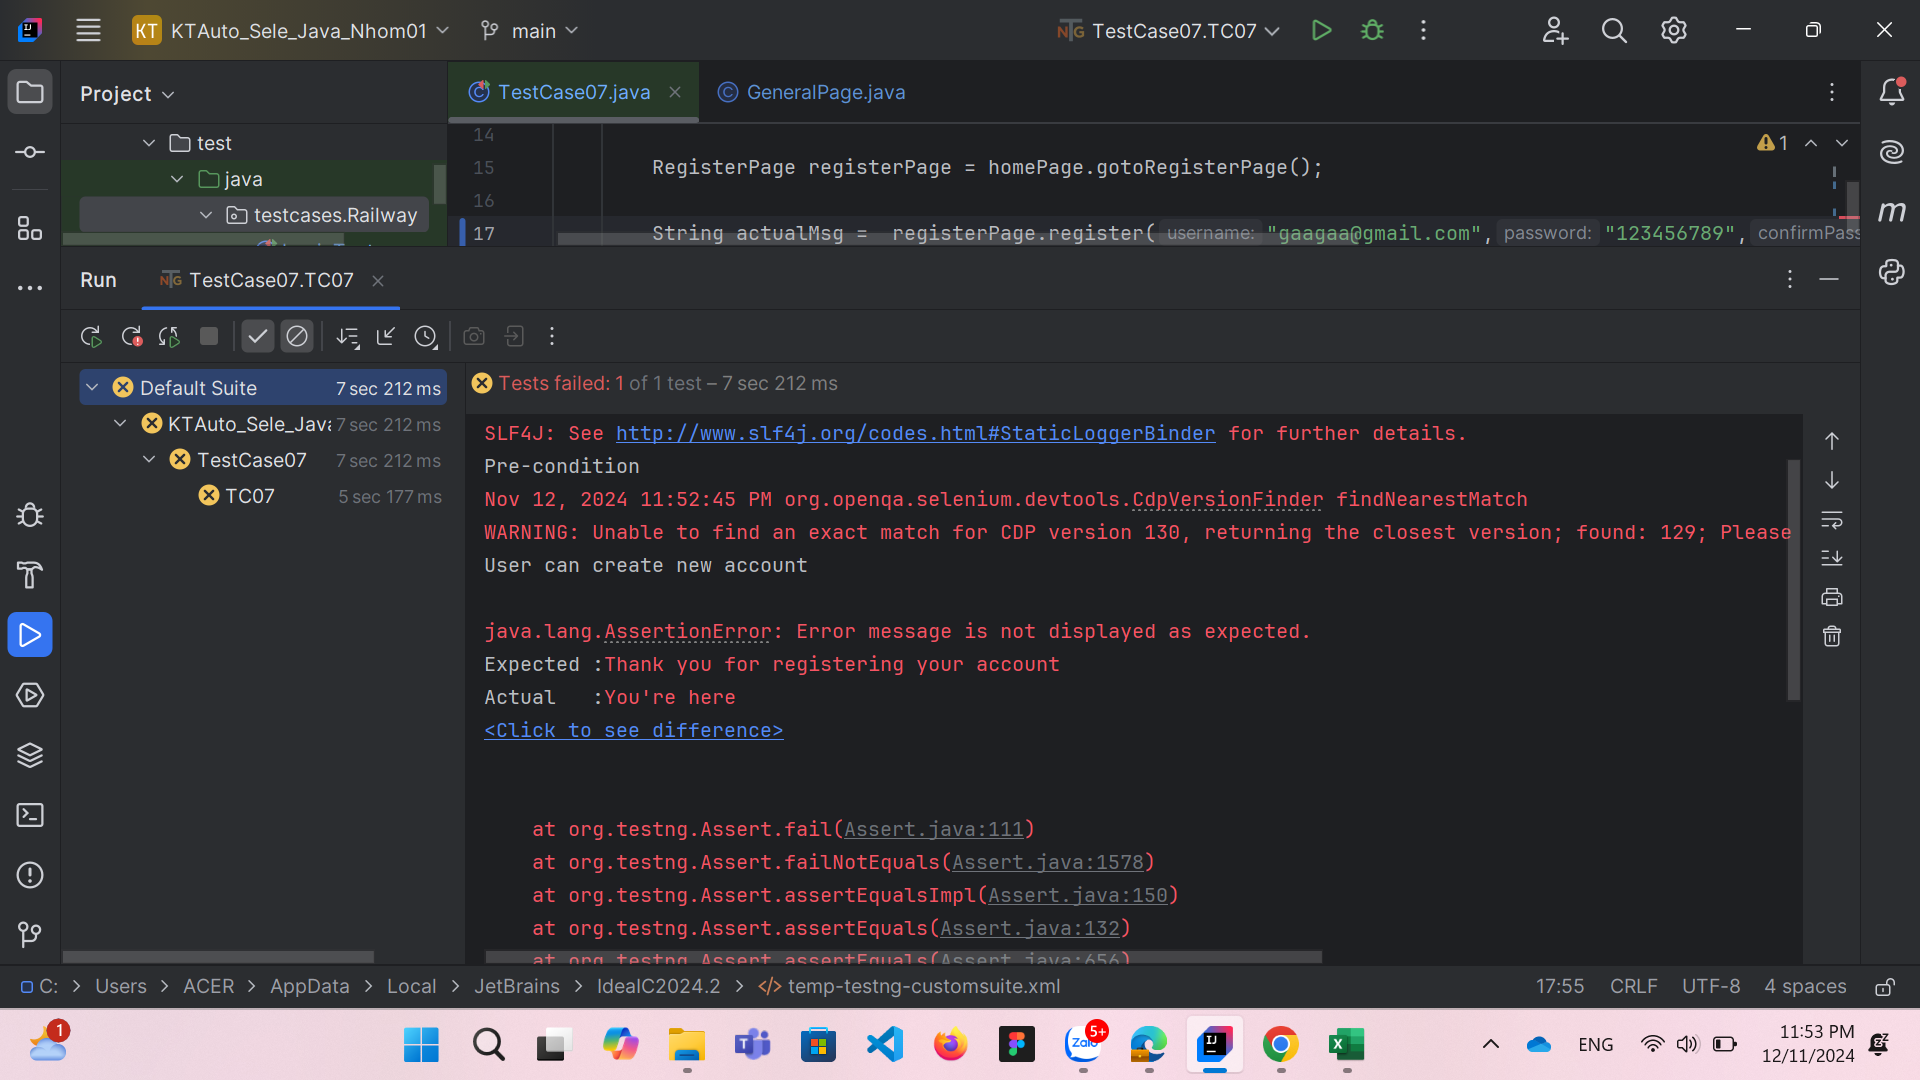 KT KTAuto_Sele_Java_Nhom01 main TestCase07.TC07
Project
TestCase07.java GeneralPage.java
test
java
testcases.Railway
14
15 RegisterPage registerPage = homePage.gotoRegisterPage();
16
17 String actualMsg = registerPage.register( username: "gaagaa@gmail.com", password: "123456789", confirmPass
1
Run TestCase07.TC07
Default Suite 7 sec 212 ms
KTAuto_Sele_Java 7 sec 212 ms
TestCase07 7 sec 212 ms
TC07 5 sec 177 ms
Tests failed: 1 of 1 test – 7 sec 212 ms
SLF4J: See http://www.slf4j.org/codes.html#StaticLoggerBinder for further details.
Pre-condition
Nov 12, 2024 11:52:45 PM org.openqa.selenium.devtools.CdpVersionFinder findNearestMatch
WARNING: Unable to find an exact match for CDP version 130, returning the closest version; found: 129; Please
User can create new account
java.lang.AssertionError: Error message is not displayed as expected.
Expected :Thank you for registering your account
Actual   :You're here
<Click to see difference>
at org.testng.Assert.fail(Assert.java:111)
at org.testng.Assert.failNotEquals(Assert.java:1578)
at org.testng.Assert.assertEqualsImpl(Assert.java:150)
at org.testng.Assert.assertEquals(Assert.java:132)
at org.testng.Assert.assertEquals(Assert.java:656)
C: > Users > ACER > AppData > Local > JetBrains > IdeaIC2024.2 > </> temp-testng-customsuite.xml
17:55 CRLF UTF-8 4 spaces
1
5+
Zalo
ENG
11:53 PM
12/11/2024